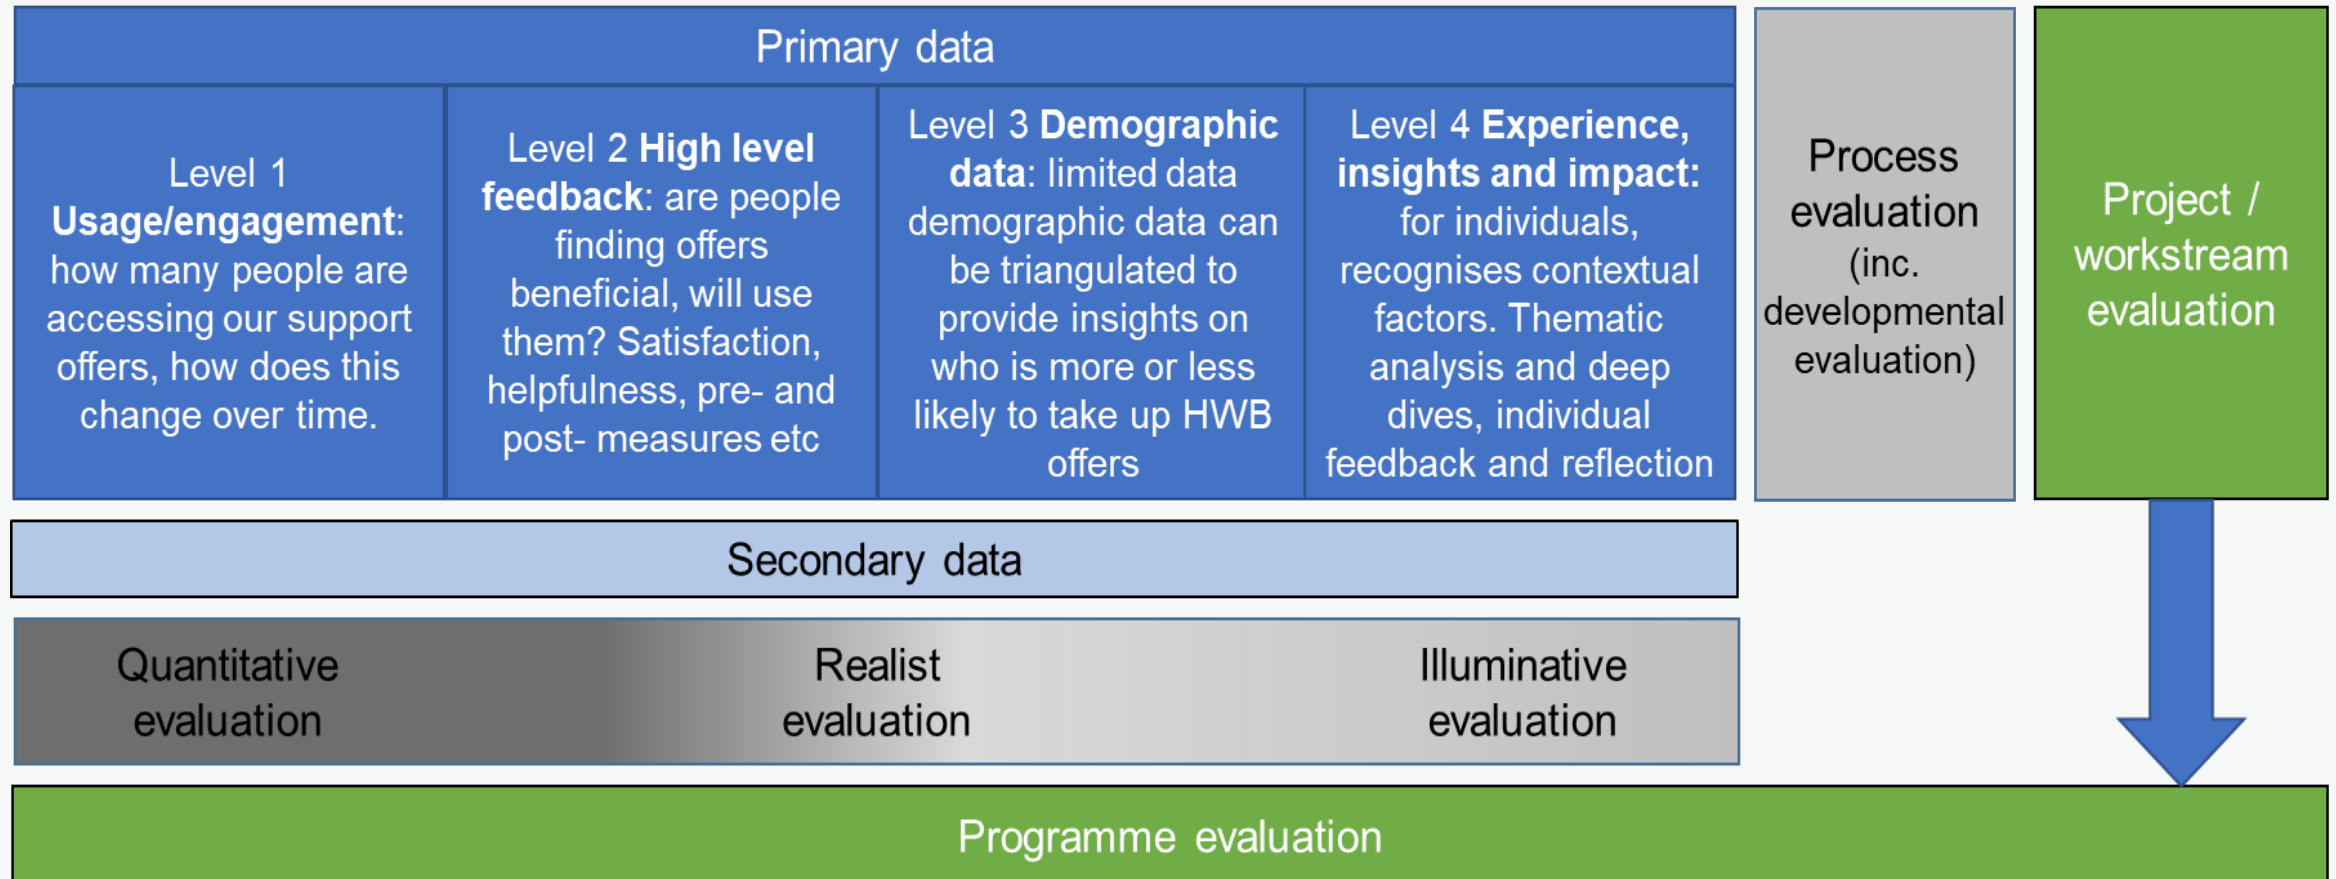 Primary data
Level 1
Usage/engagement:
how many people are
accessing our support
offers, how does this
change over time.
Level 2 High level
feedback: are people
finding offers
beneficial, will use
them? Satisfaction,
helpfulness, pre- and
post- measures etc
Level 3 Demographic
data: limited data
demographic data can
be triangulated to
provide insights on
who is more or less
likely to take up HWB
offers
Level 4 Experience,
insights and impact:
for individuals,
recognises contextual
factors. Thematic
analysis and deep
dives, individual
feedback and reflection
Process
evaluation
(inc.
developmental
evaluation)
Project /
workstream
evaluation
Secondary data
Quantitative
evaluation
Realist
evaluation
Illuminative
evaluation
Programme evaluation